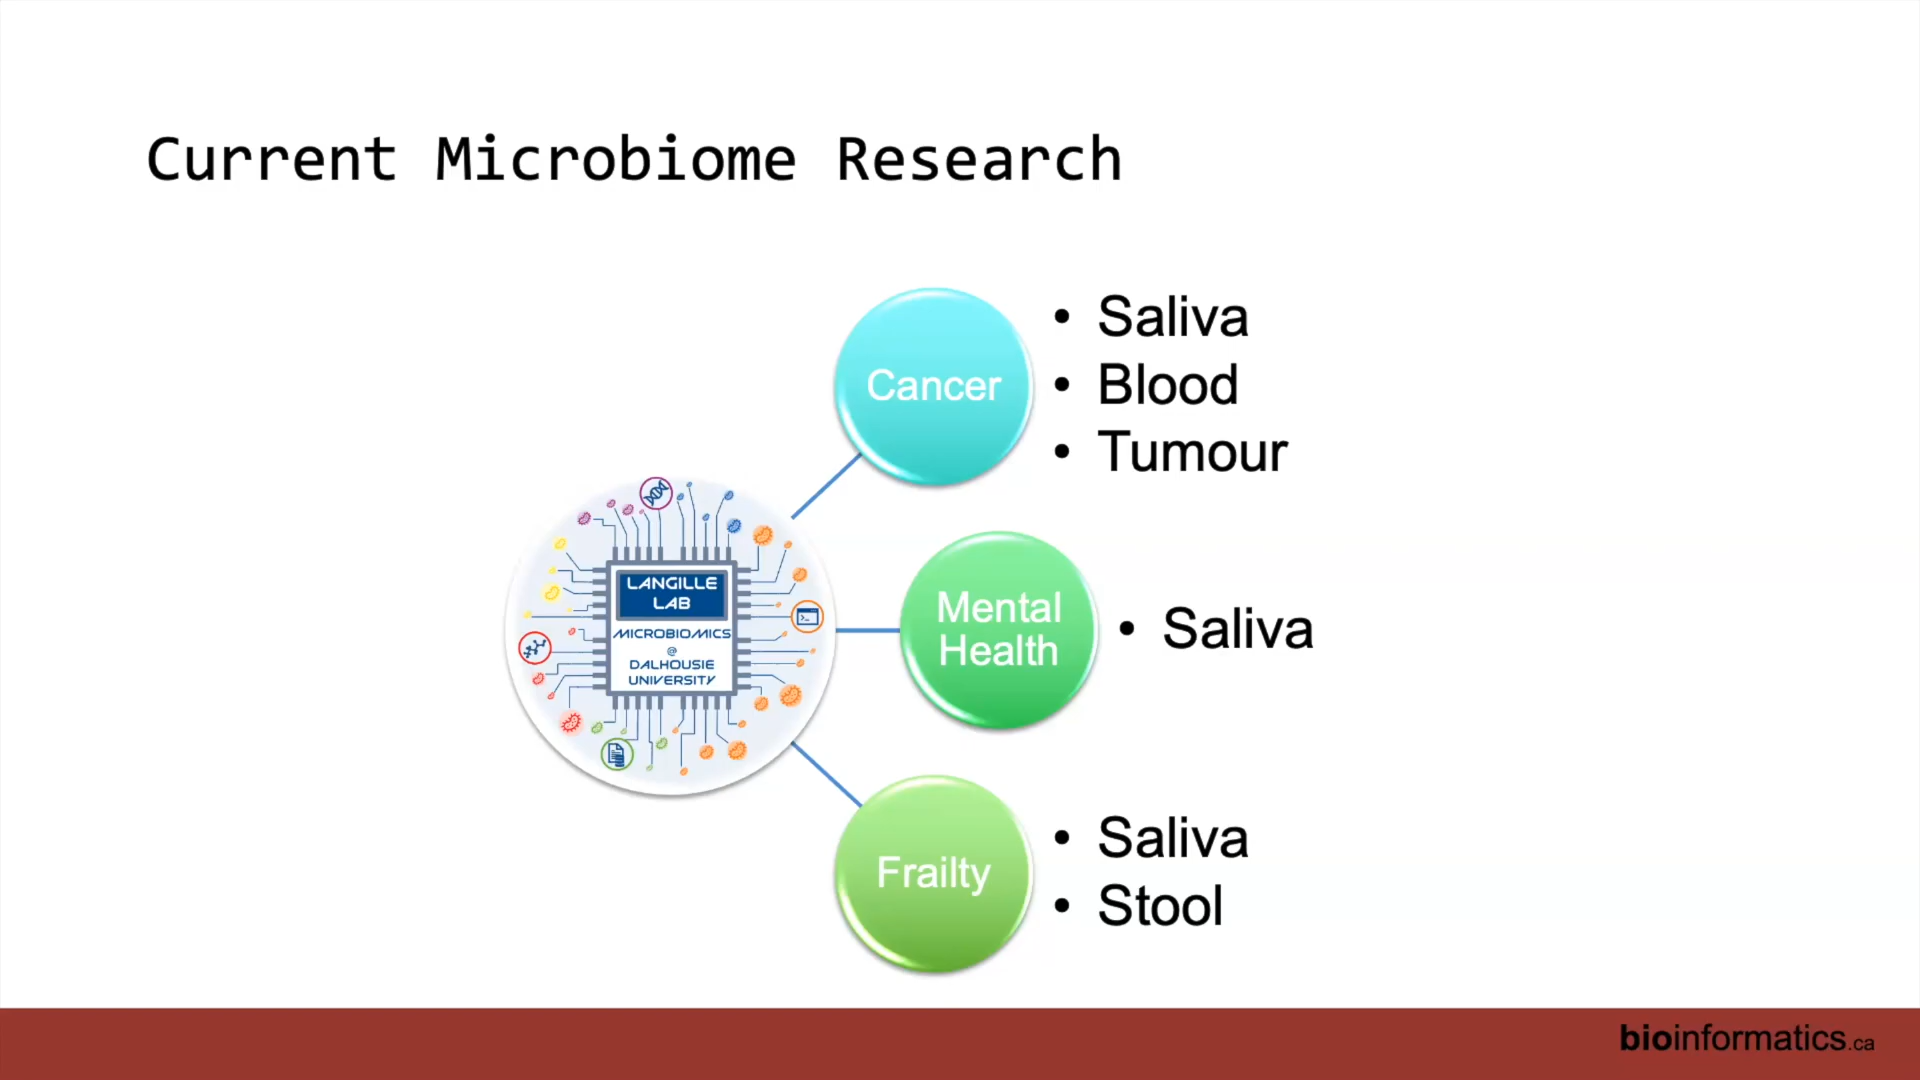 Current Microbiome Research
Cancer
• Saliva
• Blood
• Tumour
LANGILLE
LAB
MICROBIOMICS
@
DALHOUSIE
UNIVERSITY
Mental
Health
• Saliva
Frailty
• Saliva
• Stool
bioinformatics.ca